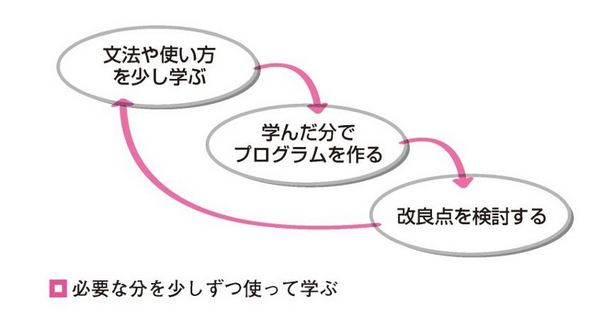 文法や使い方
を少し学ぶ
学んだ分で
プログラムを作る
改良点を検討する
必要な分を少しずつ使って学ぶ